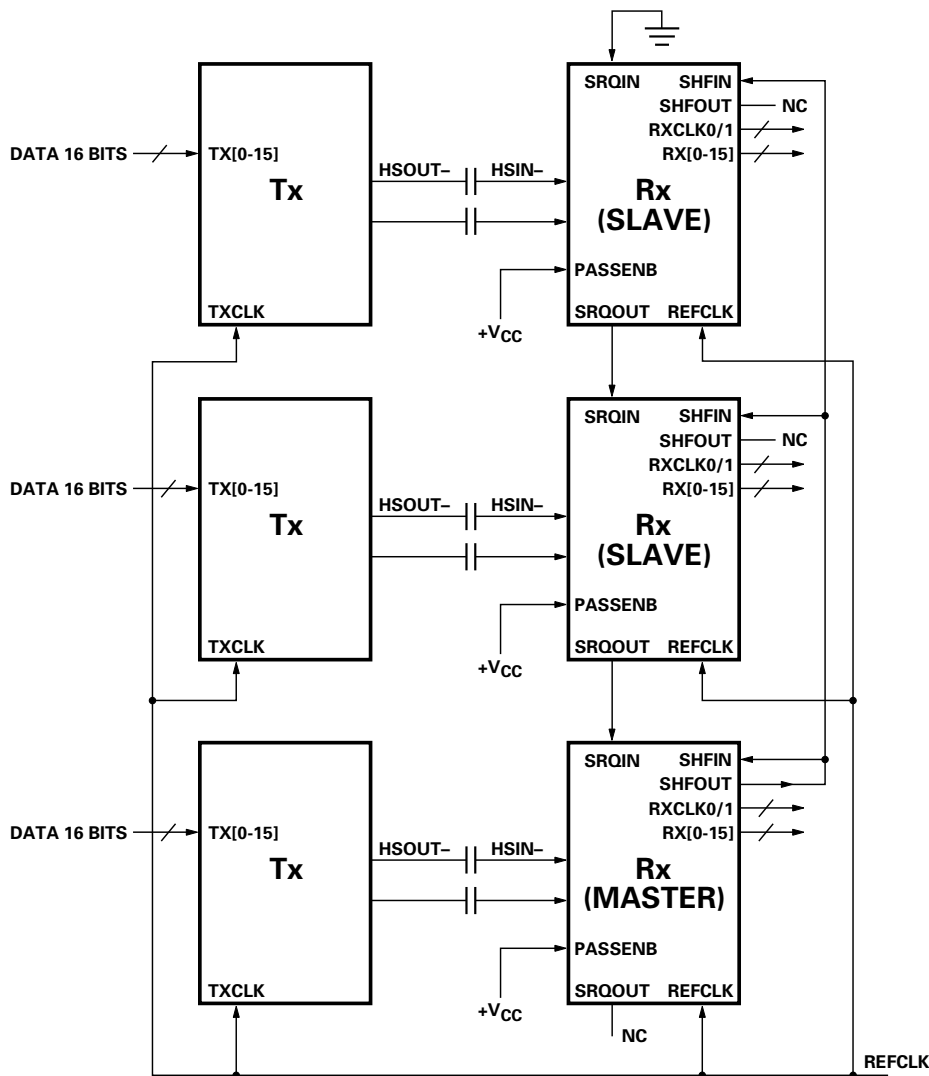 SRQIN SHFIN
SHFOUT NC
RXCLK0/1
DATA 16 BITS TX[0-15] RX[0-15]
HSOUT– HSIN–
Tx Rx
(SLAVE)
PASSENB
TXCLK SRQOUT REFCLK
+VCC
SRQIN SHFIN
SHFOUT NC
RXCLK0/1
DATA 16 BITS TX[0-15] RX[0-15]
HSOUT– HSIN–
Tx Rx
(SLAVE)
PASSENB
TXCLK SRQOUT REFCLK
+VCC
SRQIN SHFIN
SHFOUT
RXCLK0/1
DATA 16 BITS TX[0-15] RX[0-15]
HSOUT– HSIN–
Tx Rx
(MASTER)
PASSENB
TXCLK SRQOUT REFCLK
+VCC
NC
REFCLK